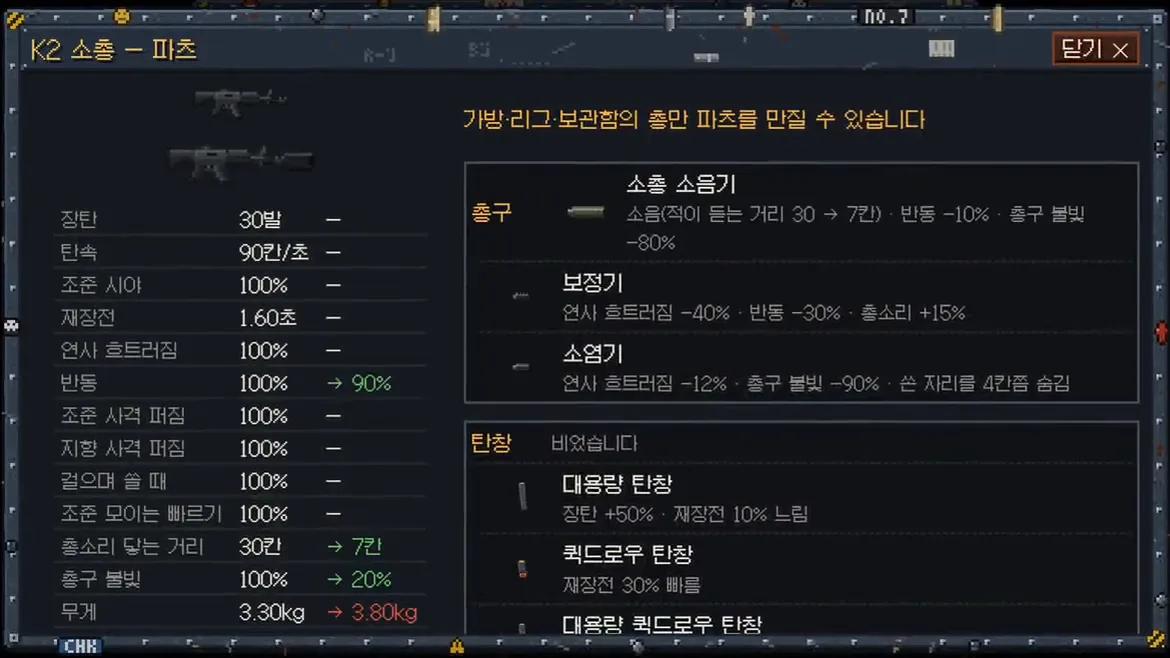 NO.7
K2 소총 – 파츠
닫기 ×
가방·리그·보관함의 총만 파츠를 만질 수 있습니다
장탄 30발 –
탄속 90칸/초 –
조준 시야 100% –
재장전 1.60초 –
연사 흐트러짐 100% –
반동 100% → 90%
조준 사격 퍼짐 100% –
지향 사격 퍼짐 100% –
걸으며 쏠 때 100% –
조준 모이는 빠르기 100% –
총소리 닿는 거리 30칸 → 7칸
총구 불빛 100% → 20%
무게 3.30kg → 3.80kg
총구
소총 소음기
소음(적이 듣는 거리 30 → 7칸) · 반동 -10% · 총구 불빛
-80%
보정기
연사 흐트러짐 -40% · 반동 -30% · 총소리 +15%
소염기
연사 흐트러짐 -12% · 총구 불빛 -90% · 쏜 자리를 4칸쯤 숨김
탄창 비었습니다
대용량 탄창
장탄 +50% · 재장전 10% 느림
퀵드로우 탄창
재장전 30% 빠름
대용량 퀵드로우 탄창
CHK